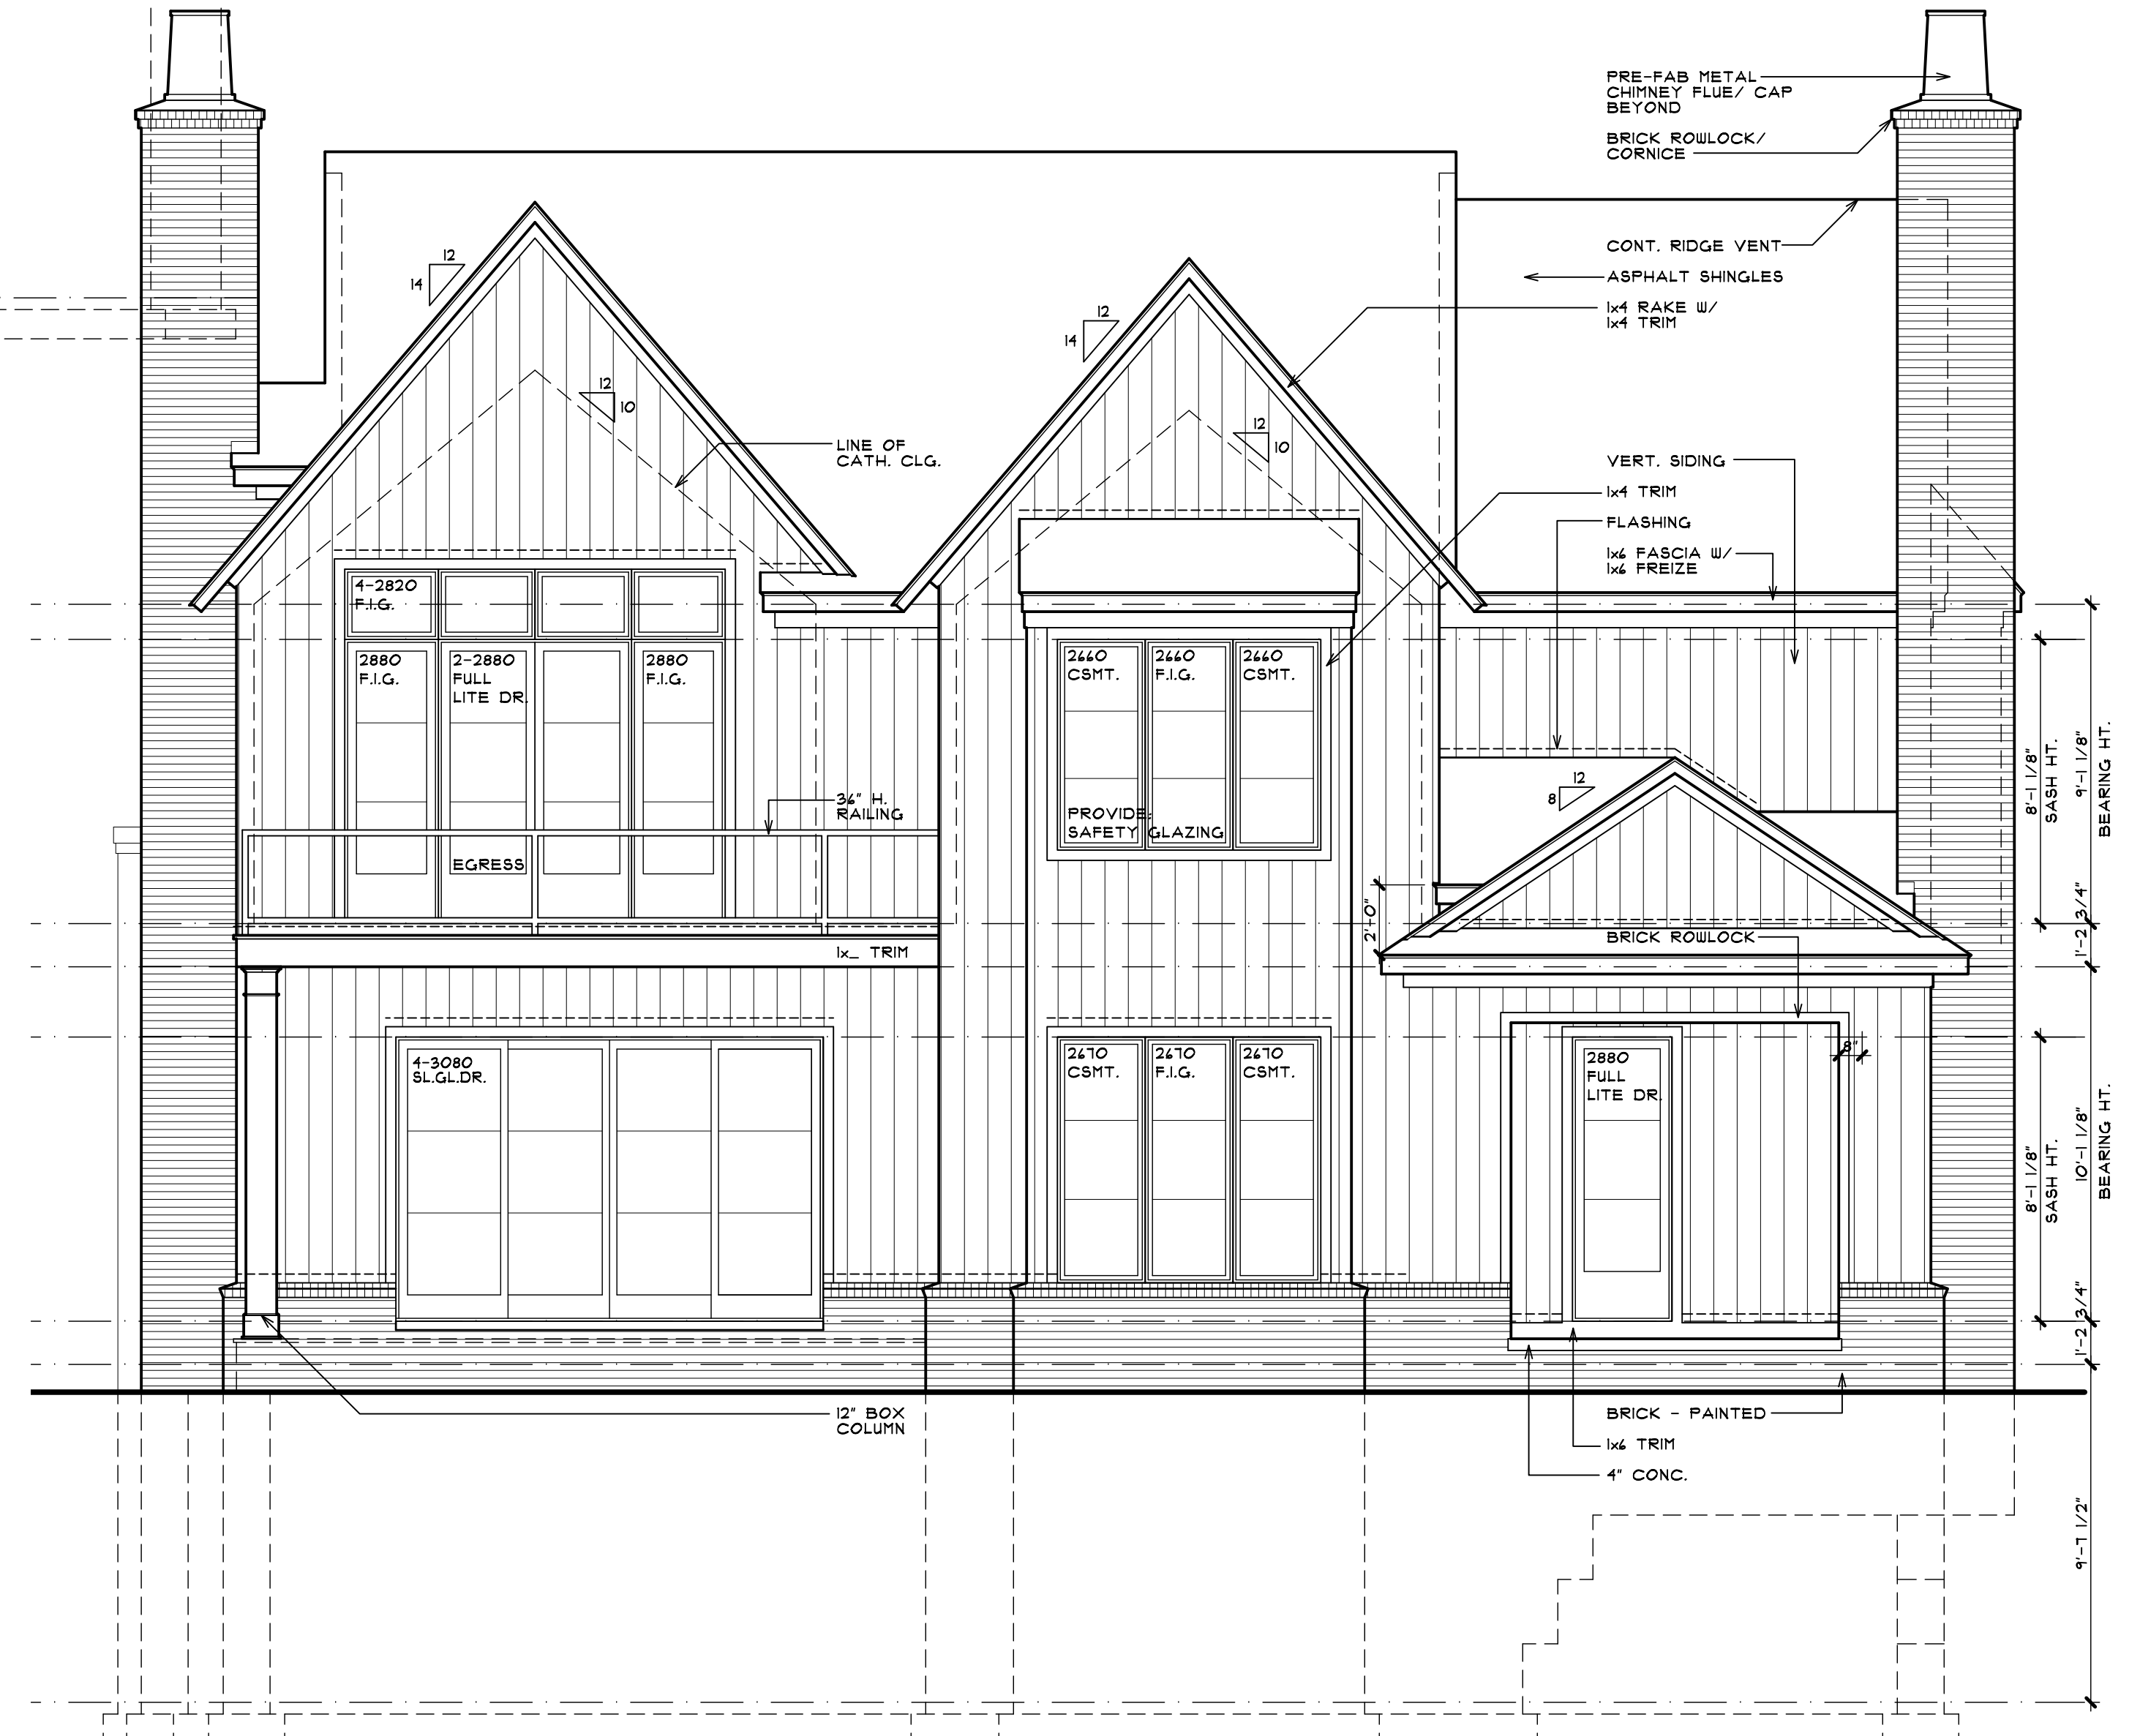 PRE-FAB METAL
CHIMNEY FLUE/ CAP
BEYOND
BRICK ROWLOCK/
CORNICE
CONT. RIDGE VENT
ASPHALT SHINGLES
1x4 RAKE W/
1x4 TRIM
12
14
12
14
12
10
12
10
LINE OF
CATH. CLG.
VERT. SIDING
1x4 TRIM
FLASHING
1x6 FASCIA W/
1x6 FREIZE
4-2820
F.I.G.
2880
F.I.G.
2-2880
FULL
LITE DR.
2880
F.I.G.
2660
CSMT.
2660
F.I.G.
2660
CSMT.
PROVIDE:
SAFETY GLAZING
36" H.
RAILING
EGRESS
12
8
8'-1 1/8"
SASH HT.
9'-1 1/8"
BEARING HT.
2'-0"
1'-2 3/4"
BRICK ROWLOCK
1x_ TRIM
4-3080
SL.GL.DR.
2670
CSMT.
2670
F.I.G.
2670
CSMT.
2880
FULL
LITE DR.
8"
8'-1 1/8"
SASH HT.
10'-1 1/8"
BEARING HT.
1'-2 3/4"
12" BOX
COLUMN
BRICK - PAINTED
1x6 TRIM
4" CONC.
9'-7 1/2"